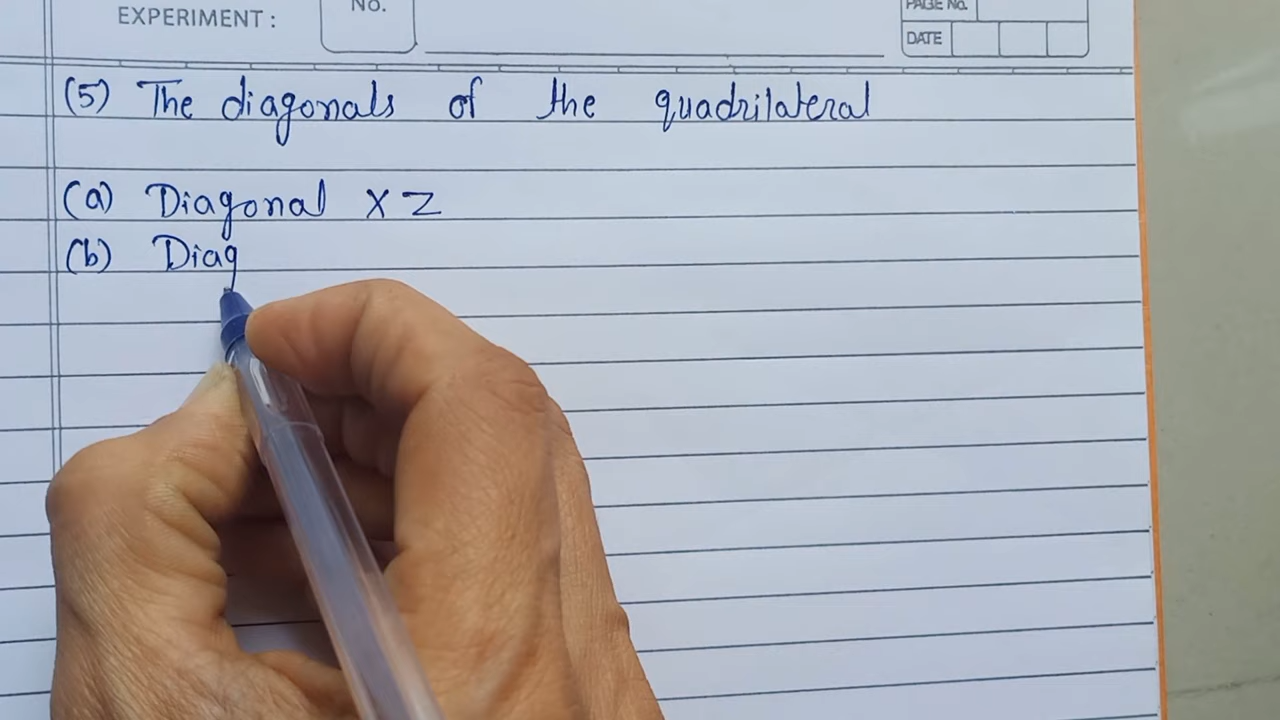 No.
EXPERIMENT :
PAGE No.
DATE
(5) The diagonals of the quadrilateral
(a) Diagonal XZ
(b) Diag